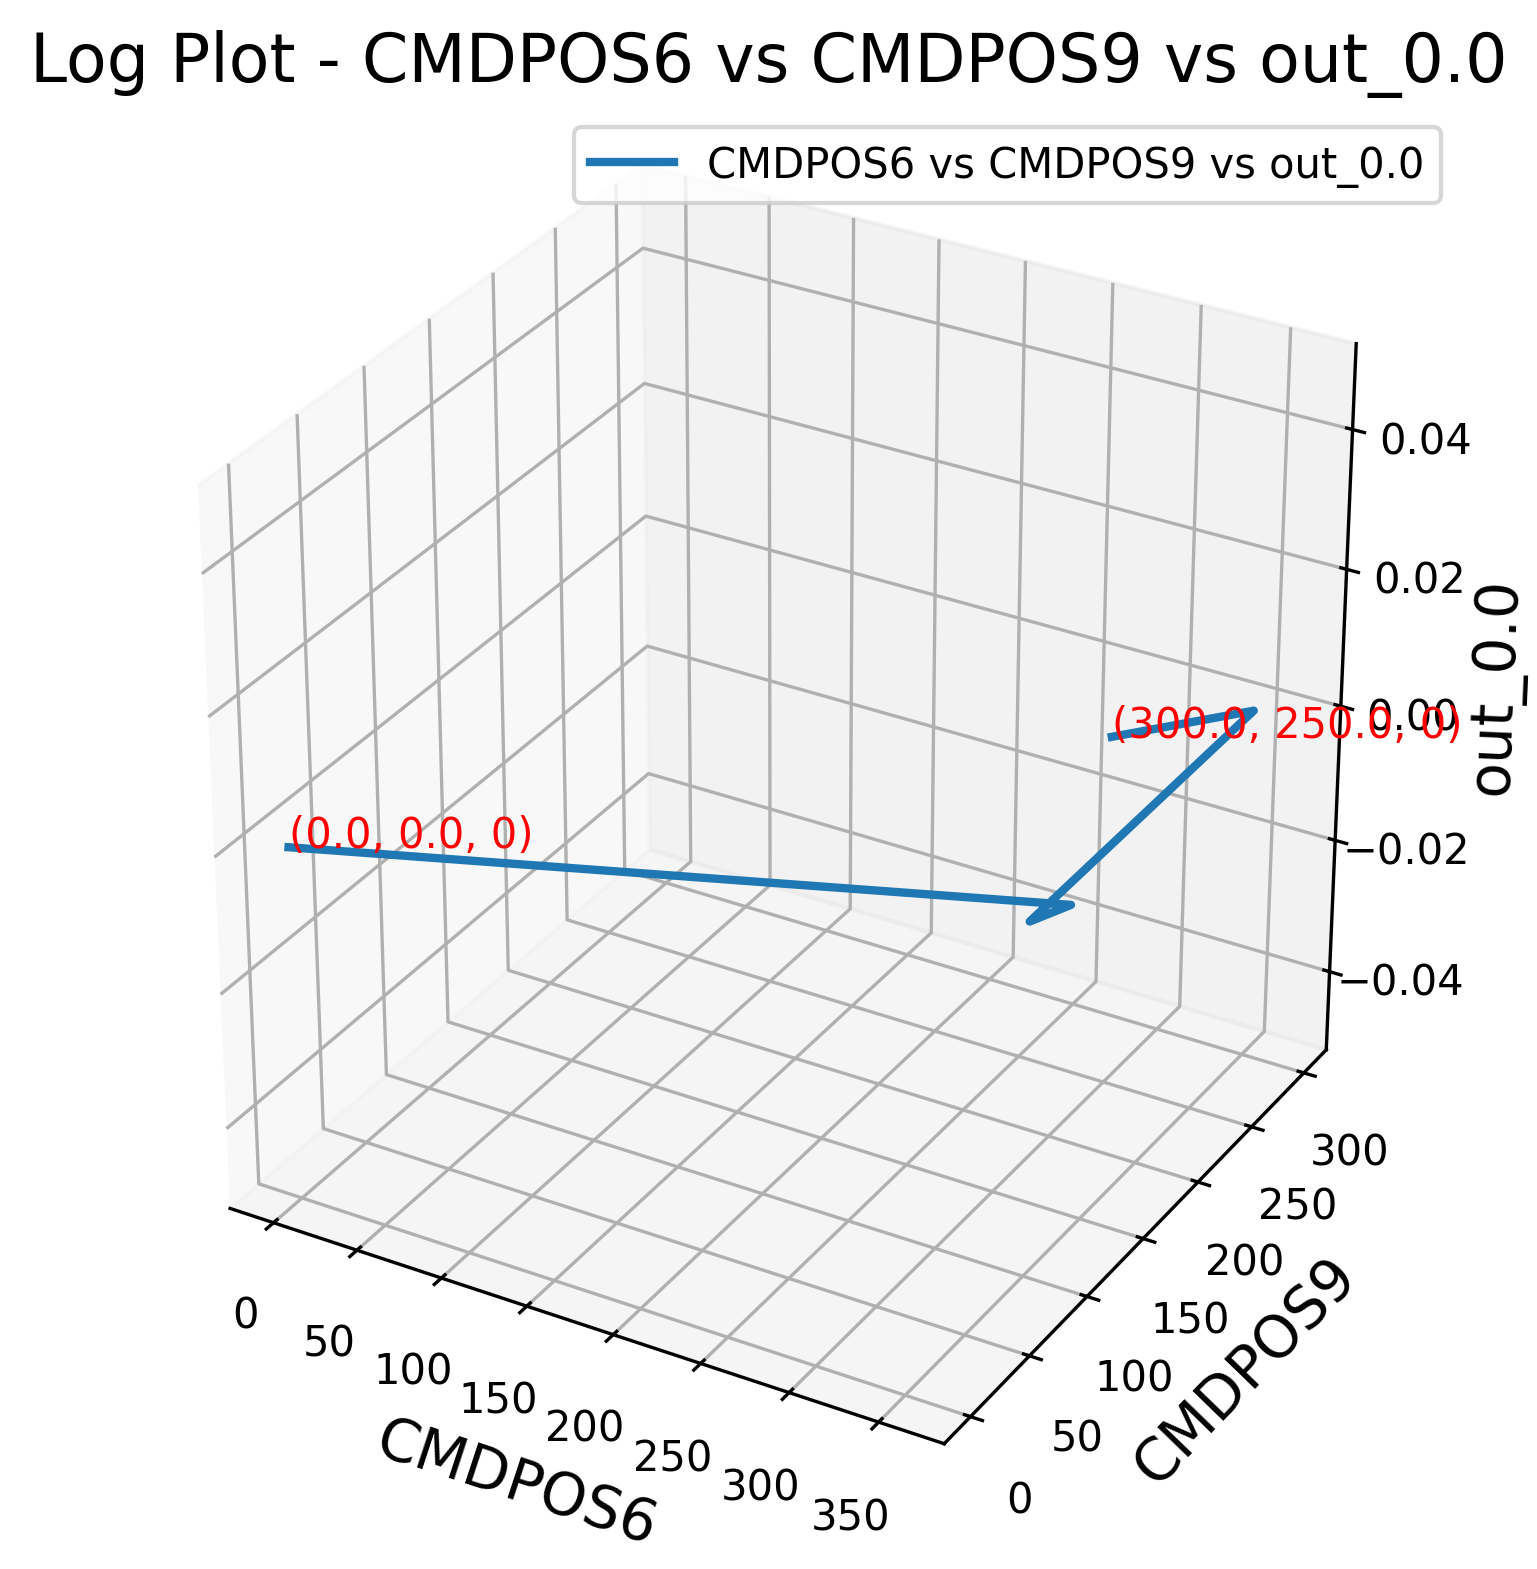 Log Plot - CMDPOS6 vs CMDPOS9 vs out_0.0
CMDPOS6 vs CMDPOS9 vs out_0.0
0.04
0.02
0.00
−0.02
−0.04
out_0.0
(300.0, 250.0, 0)
(0.0, 0.0, 0)
300
250
200
150
100
50
0
CMDPOS9
0
50
100
150
200
250
300
350
CMDPOS6